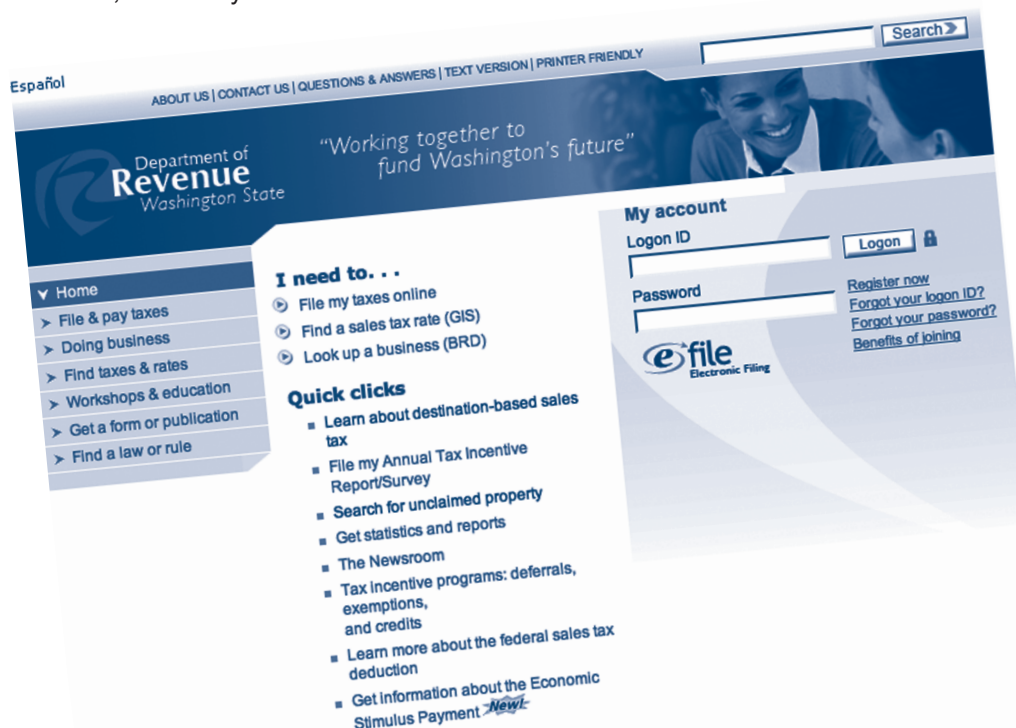 Español
ABOUT US | CONTACT US | QUESTIONS & ANSWERS | TEXT VERSION | PRINTER FRIENDLY
Search
Department of
Revenue
Washington State
"Working together to
fund Washington's future"
Home
File & pay taxes
Doing business
Find taxes & rates
Workshops & education
Get a form or publication
Find a law or rule
I need to. . .
File my taxes online
Find a sales tax rate (GIS)
Look up a business (BRD)
Quick clicks
Learn about destination-based sales
tax
File my Annual Tax Incentive
Report/Survey
Search for unclaimed property
Get statistics and reports
The Newsroom
Tax incentive programs: deferrals,
exemptions,
and credits
Learn more about the federal sales tax
deduction
Get information about the Economic
Stimulus Payment New!
My account
Logon ID
Logon
Password
Register now
Forgot your logon ID?
Forgot your password?
Benefits of joining
e file
Electronic Filing